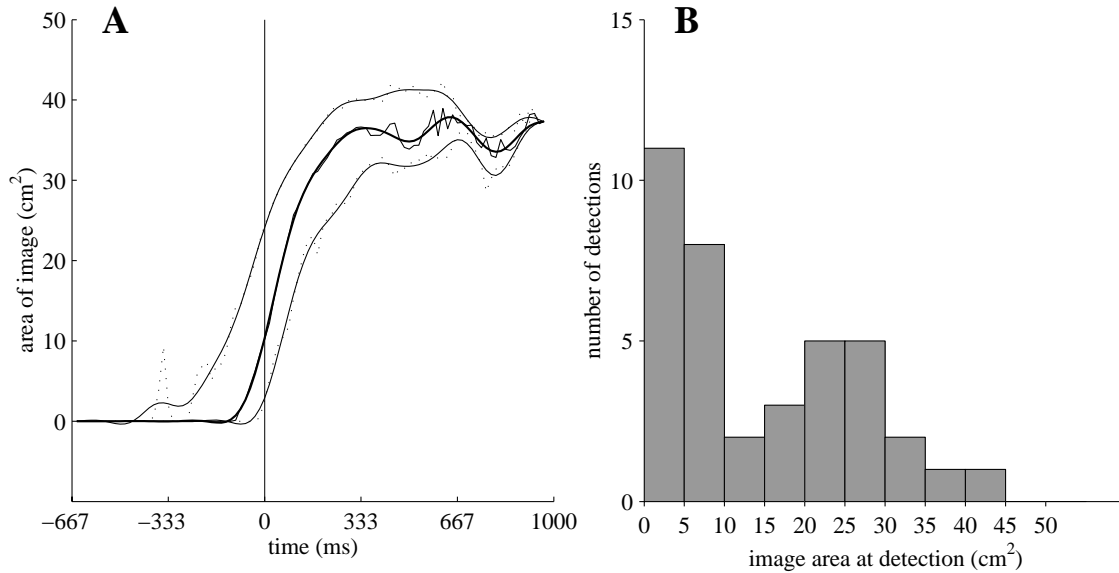 A
50
40
30
20
10
0
area of image (cm²)
−667 −333 0 333 667 1000
time (ms)
B
15
10
5
0
number of detections
0 5 10 15 20 25 30 35 40 45 50
image area at detection (cm²)